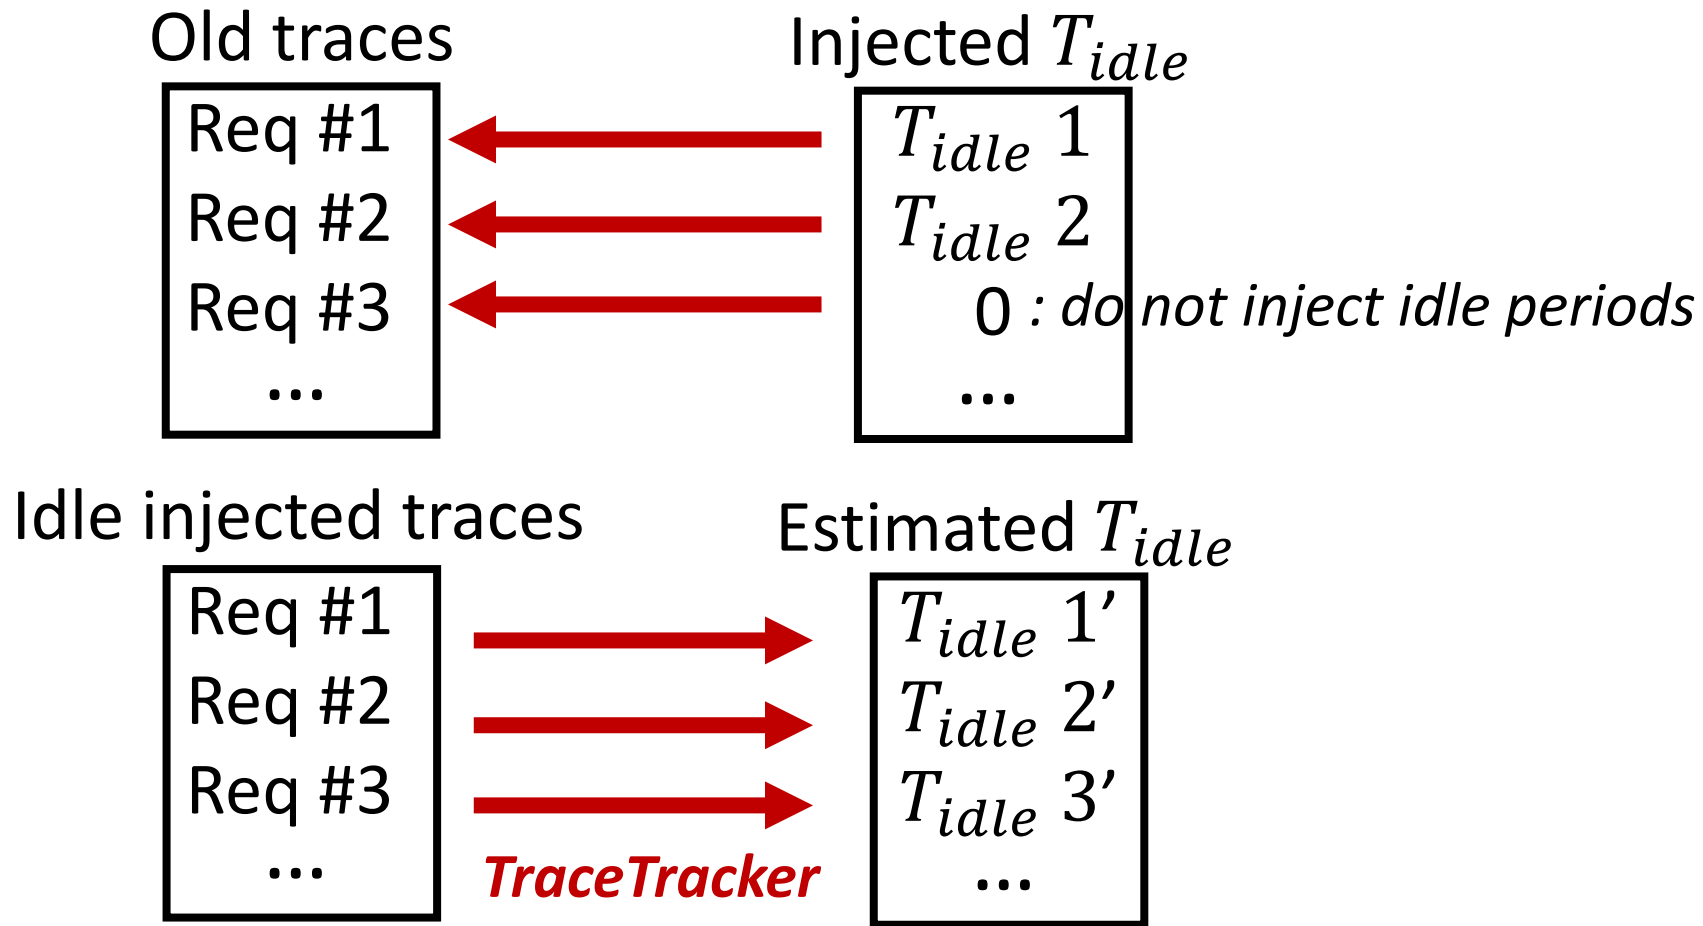 Old traces
Req #1
Req #2
Req #3
...
Injected T_idle
T_idle 1
T_idle 2
0 : do not inject idle periods
...
Idle injected traces
Req #1
Req #2
Req #3
...
TraceTracker
Estimated T_idle
T_idle 1’
T_idle 2’
T_idle 3’
...